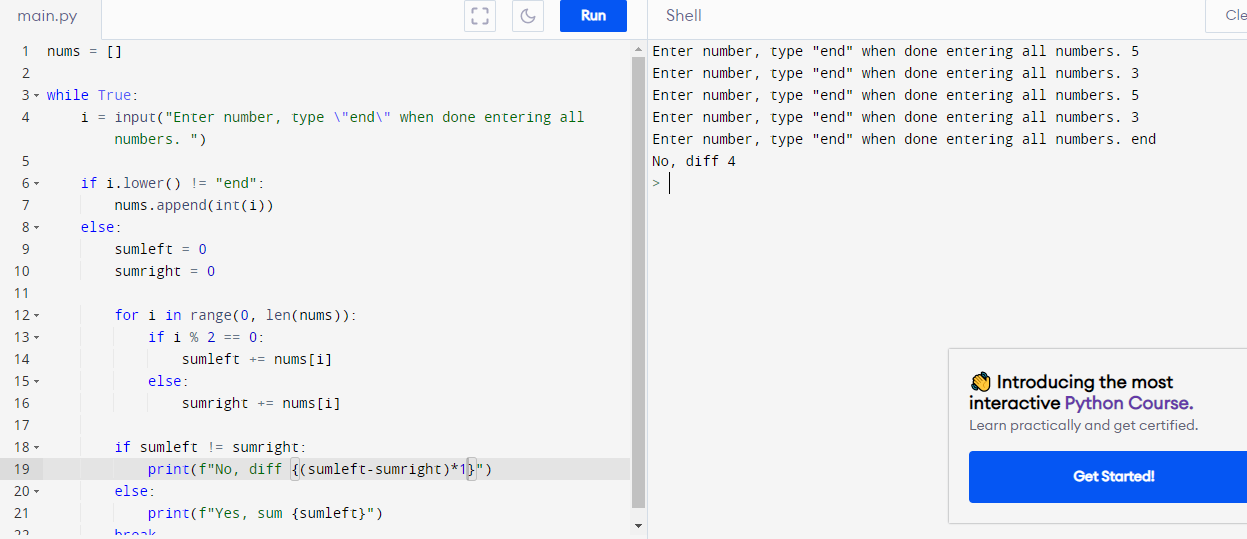 main.py
Run
Shell
Cle
1 nums = []
2
3 while True:
4     i = input("Enter number, type \"end\" when done entering all
        numbers. ")
5
6     if i.lower() != "end":
7         nums.append(int(i))
8     else:
9         sumleft = 0
10         sumright = 0
11
12         for i in range(0, len(nums)):
13             if i % 2 == 0:
14                 sumleft += nums[i]
15             else:
16                 sumright += nums[i]
17
18         if sumleft != sumright:
19             print(f"No, diff {(sumleft-sumright)*1}")
20         else:
21             print(f"Yes, sum {sumleft}")
22         break
Enter number, type "end" when done entering all numbers. 5
Enter number, type "end" when done entering all numbers. 3
Enter number, type "end" when done entering all numbers. 5
Enter number, type "end" when done entering all numbers. 3
Enter number, type "end" when done entering all numbers. end
No, diff 4
>
👏 Introducing the most
interactive Python Course.
Learn practically and get certified.
Get Started!